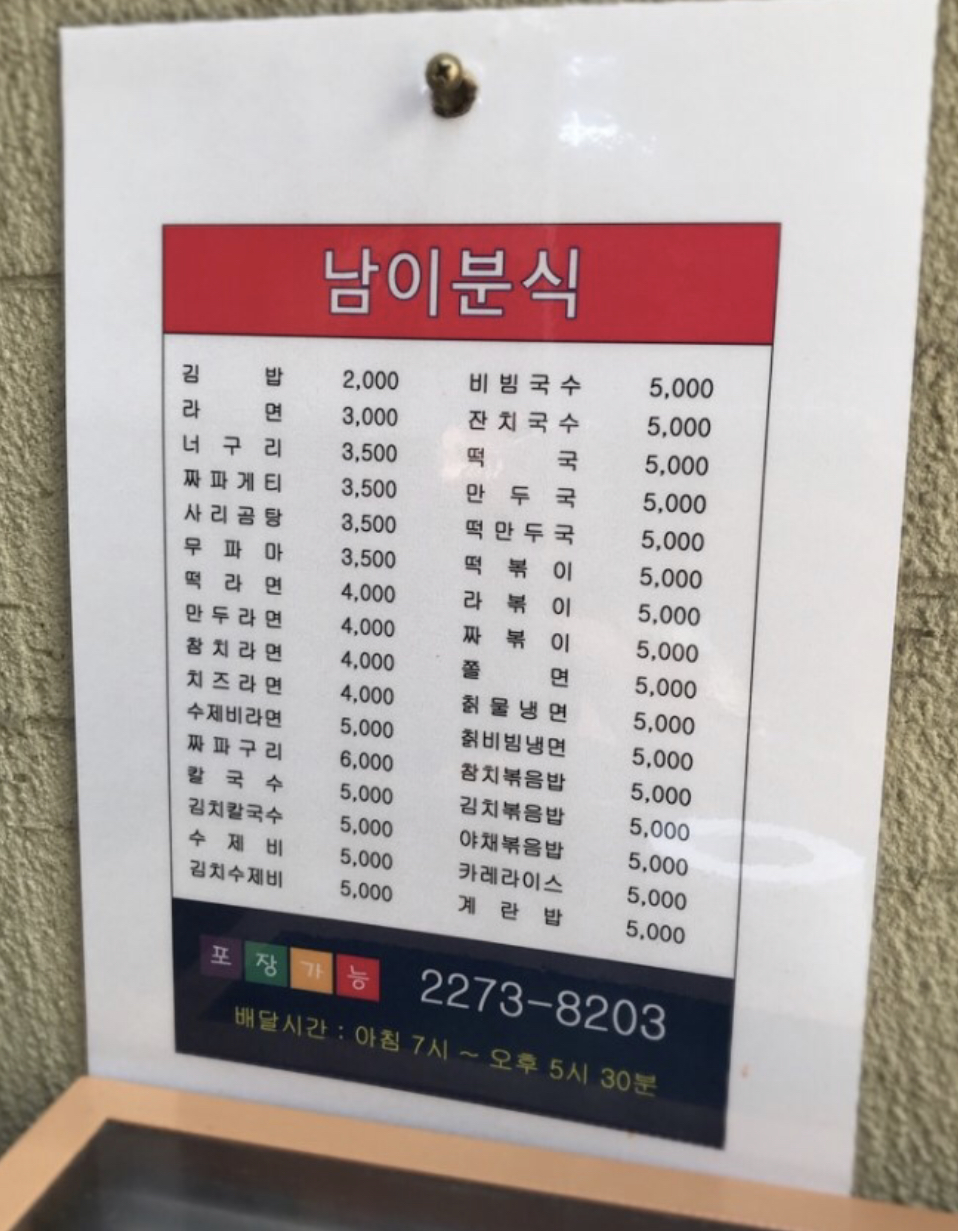 남이분식
김 밥 2,000
라 면 3,000
너 구 리 3,500
짜 파 게 티 3,500
사 리 곰 탕 3,500
무 파 마 3,500
떡 라 면 4,000
만 두 라 면 4,000
참 치 라 면 4,000
치 즈 라 면 4,000
수제비라면 5,000
짜 파 구 리 6,000
칼 국 수 5,000
김치칼국수 5,000
수 제 비 5,000
김치수제비 5,000
비 빔 국 수 5,000
잔 치 국 수 5,000
떡 국 5,000
만 두 국 5,000
떡 만 두 국 5,000
떡 볶 이 5,000
라 볶 이 5,000
짜 볶 이 5,000
쫄 면 5,000
칡 물 냉 면 5,000
칡비빔냉면 5,000
참치볶음밥 5,000
김치볶음밥 5,000
야채볶음밥 5,000
카레라이스 5,000
계 란 밥 5,000
포장가능 2273-8203
배달시간 : 아침 7시 ~ 오후 5시 30분